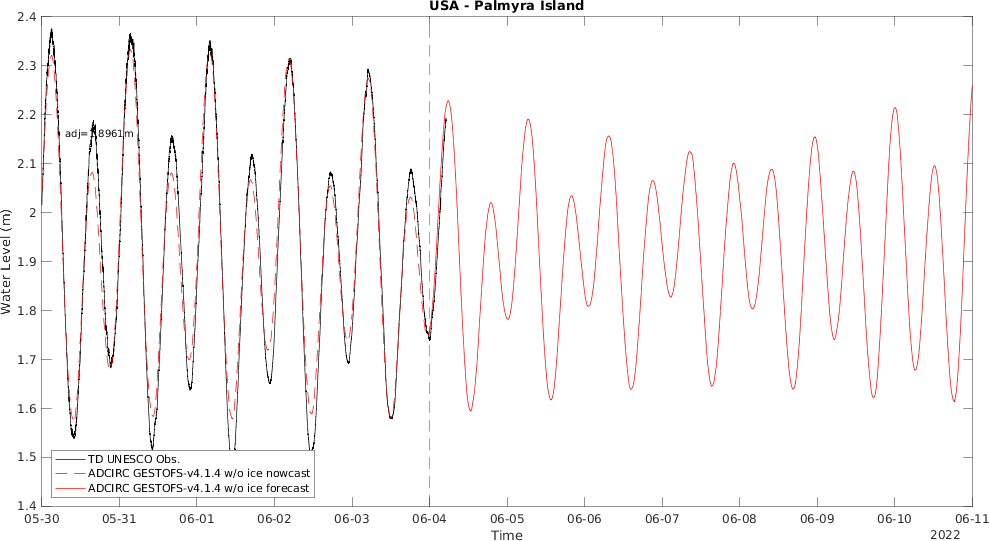 USA - Palmyra Island
2.4
2.3
2.2
2.1
2
1.9
1.8
1.7
1.6
1.5
1.4
Water Level (m)
adj=1.8961m
TD UNESCO Obs.
ADCIRC GESTOFS-v4.1.4 w/o ice nowcast
ADCIRC GESTOFS-v4.1.4 w/o ice forecast
05-30 05-31 06-01 06-02 06-03 06-04 06-05 06-06 06-07 06-08 06-09 06-10 06-11
Time
2022